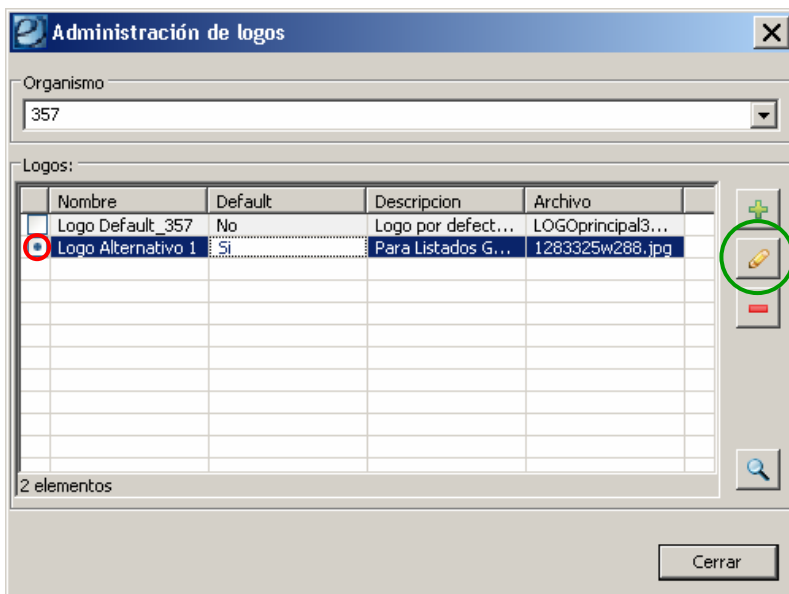 Administración de logos
Organismo
357
Logos:
Nombre Default Descripcion Archivo
Logo Default_357 No Logo por defect... LOGOprincipal3...
Logo Alternativo 1 Si Para Listados G... 1283325w288.jpg
2 elementos
Cerrar